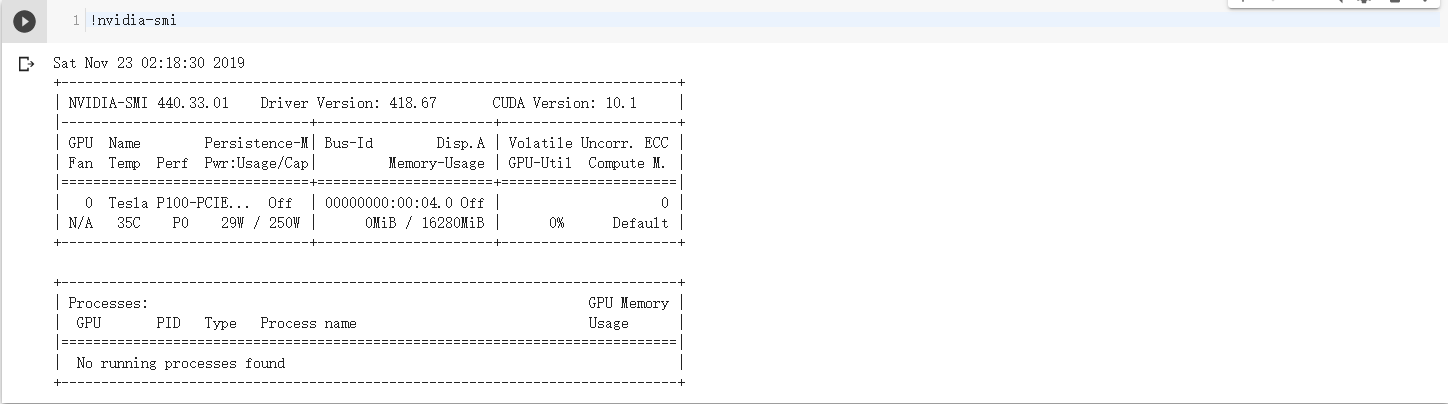 1 !nvidia-smi
Sat Nov 23 02:18:30 2019
+-----------------------------------------------------------------------------+
| NVIDIA-SMI 440.33.01    Driver Version: 418.67       CUDA Version: 10.1     |
|-------------------------------+----------------------+----------------------+
| GPU  Name        Persistence-M| Bus-Id        Disp.A | Volatile Uncorr. ECC |
| Fan  Temp  Perf  Pwr:Usage/Cap|         Memory-Usage | GPU-Util  Compute M. |
|===============================+======================+======================|
|   0  Tesla P100-PCIE...  Off  | 00000000:00:04.0 Off |                    0 |
| N/A   35C    P0    29W / 250W |      0MiB / 16280MiB |      0%      Default |
+-------------------------------+----------------------+----------------------+
+-----------------------------------------------------------------------------+
| Processes:                                                       GPU Memory |
|  GPU       PID   Type   Process name                             Usage      |
|=============================================================================|
|  No running processes found                                                 |
+-----------------------------------------------------------------------------+